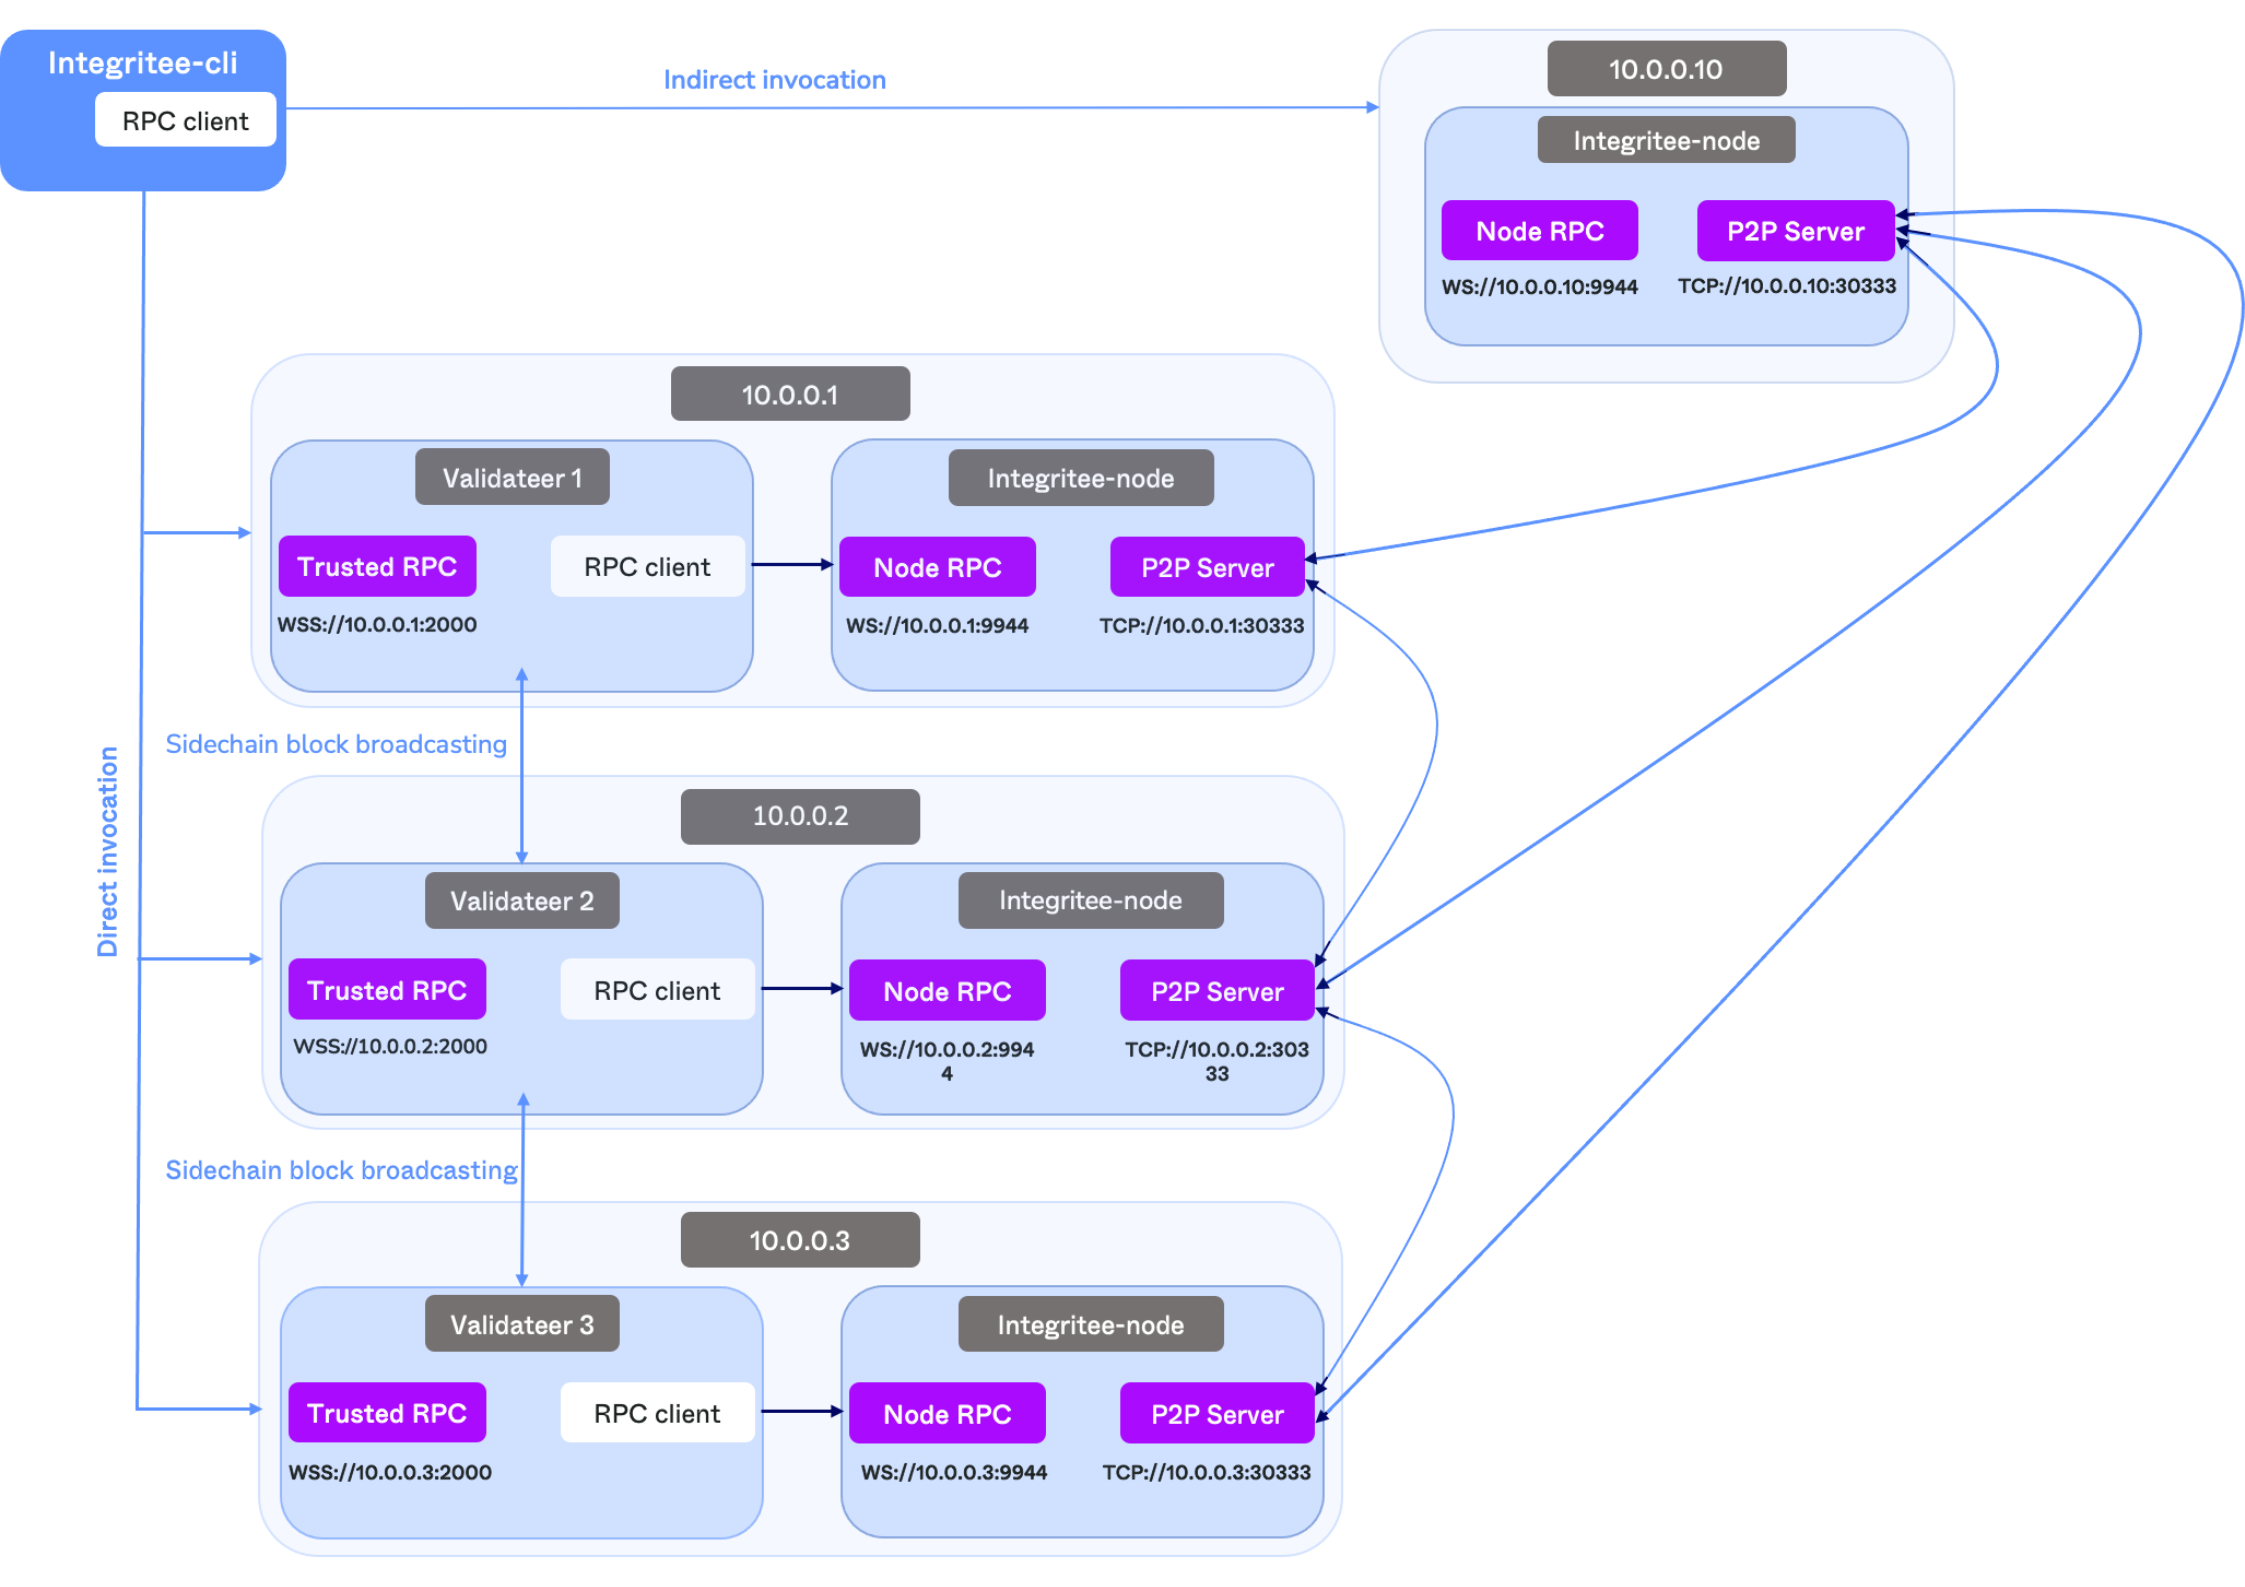 Integritee-cli
RPC client
Indirect invocation
10.0.0.10
Integritee-node
Node RPC
P2P Server
WS://10.0.0.10:9944
TCP://10.0.0.10:30333
10.0.0.1
Validateer 1
Integritee-node
Trusted RPC
RPC client
Node RPC
P2P Server
WSS://10.0.0.1:2000
WS://10.0.0.1:9944
TCP://10.0.0.1:30333
Sidechain block broadcasting
Direct invocation
10.0.0.2
Validateer 2
Integritee-node
Trusted RPC
RPC client
Node RPC
P2P Server
WSS://10.0.0.2:2000
WS://10.0.0.2:994
4
TCP://10.0.0.2:303
33
Sidechain block broadcasting
10.0.0.3
Validateer 3
Integritee-node
Trusted RPC
RPC client
Node RPC
P2P Server
WSS://10.0.0.3:2000
WS://10.0.0.3:9944
TCP://10.0.0.3:30333